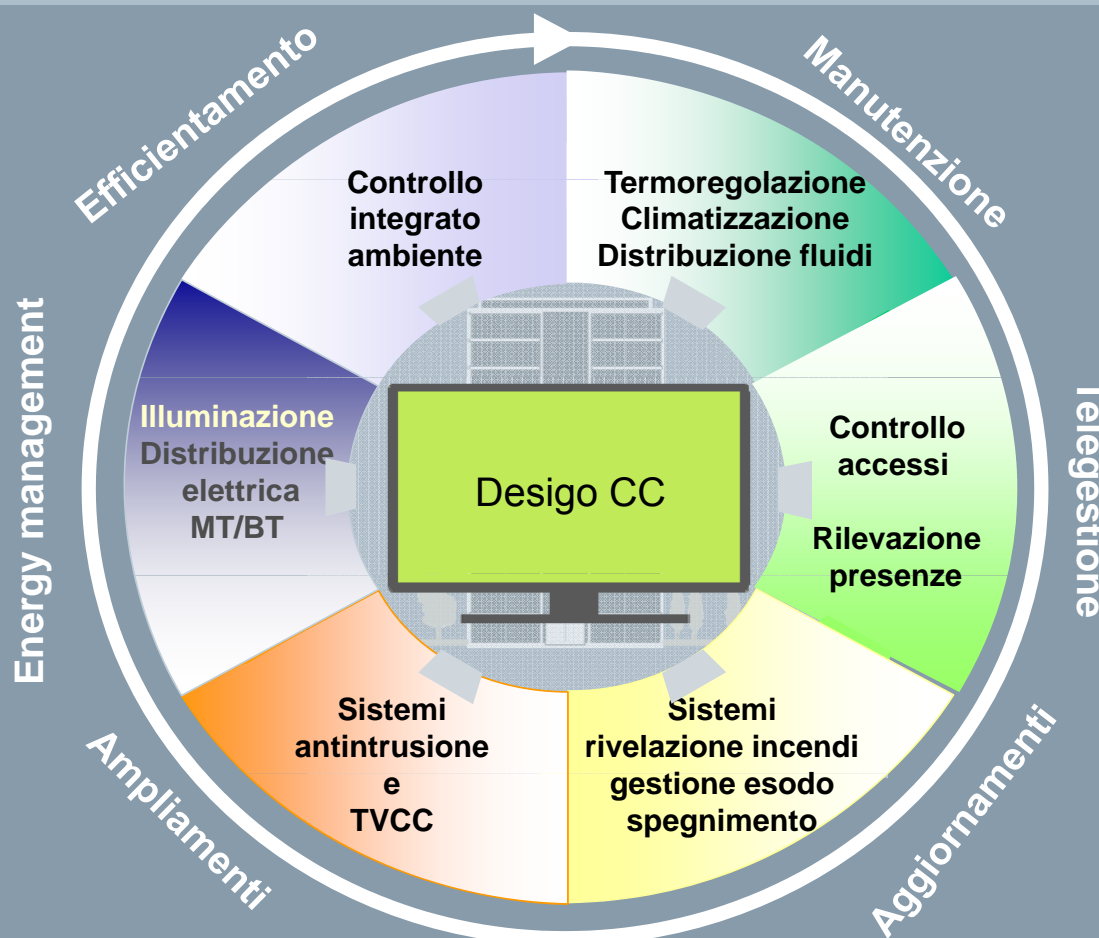 Efficientamento
Manutenzione
Controllo
integrato
ambiente
Termoregolazione
Climatizzazione
Distribuzione fluidi
Energy management
Illuminazione
Distribuzione
elettrica
MT/BT
Desigo CC
Controllo
accessi
Rilevazione
presenze
Telegestione
Sistemi
antintrusione
e
TVCC
Sistemi
rivelazione incendi
gestione esodo
spegnimento
Ampliamenti
Aggiornamenti